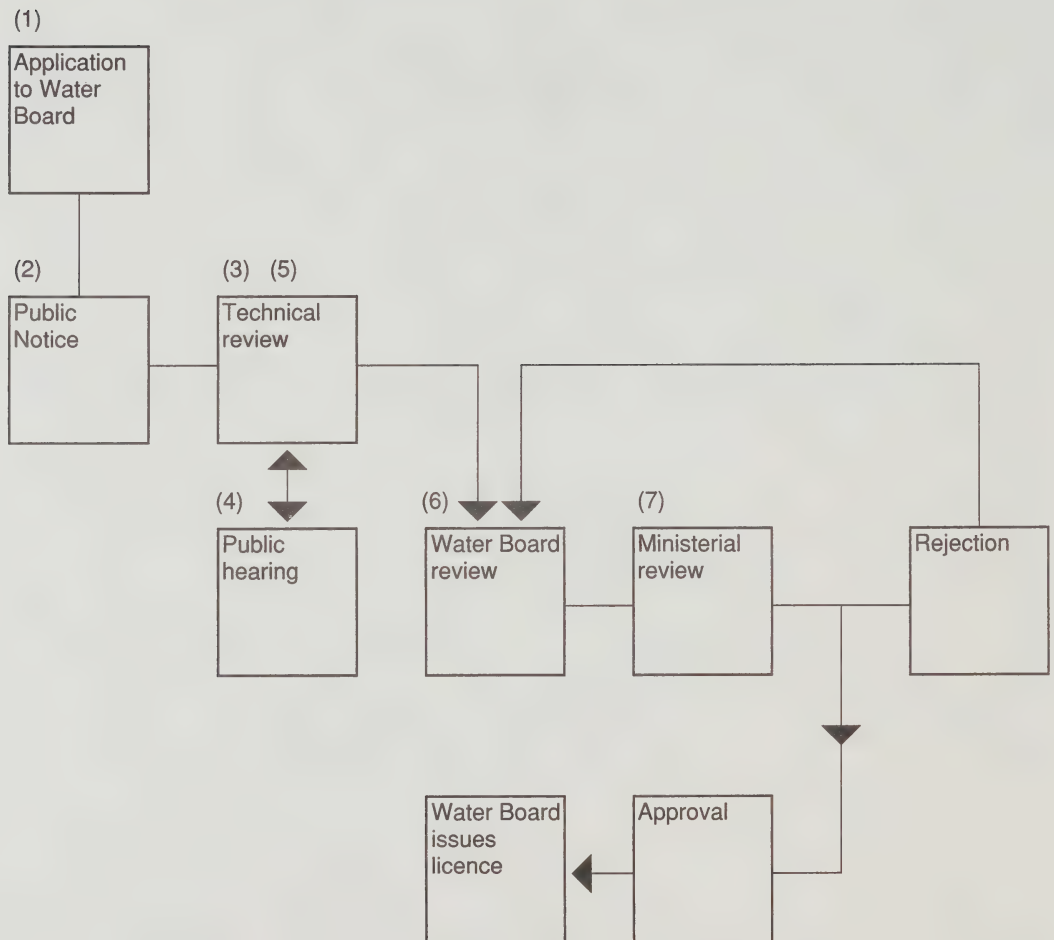 (1)
Application
to Water
Board
(2)
Public
Notice
(3) (5)
Technical
review
(4)
Public
hearing
(6)
Water Board
review
(7)
Ministerial
review
Rejection
Water Board
issues
licence
Approval